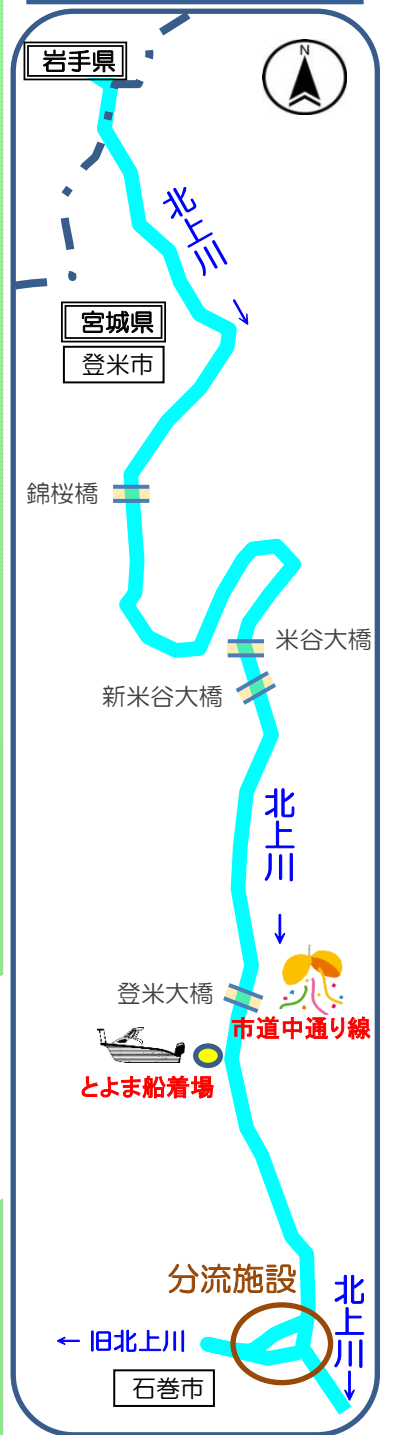 岩手県
N
北上川
↓
宮城県
登米市
錦桜橋
米谷大橋
新米谷大橋
北上川
↓
登米大橋
市道中通り線
とよま船着場
分流施設
北上川
↓
← 旧北上川
石巻市